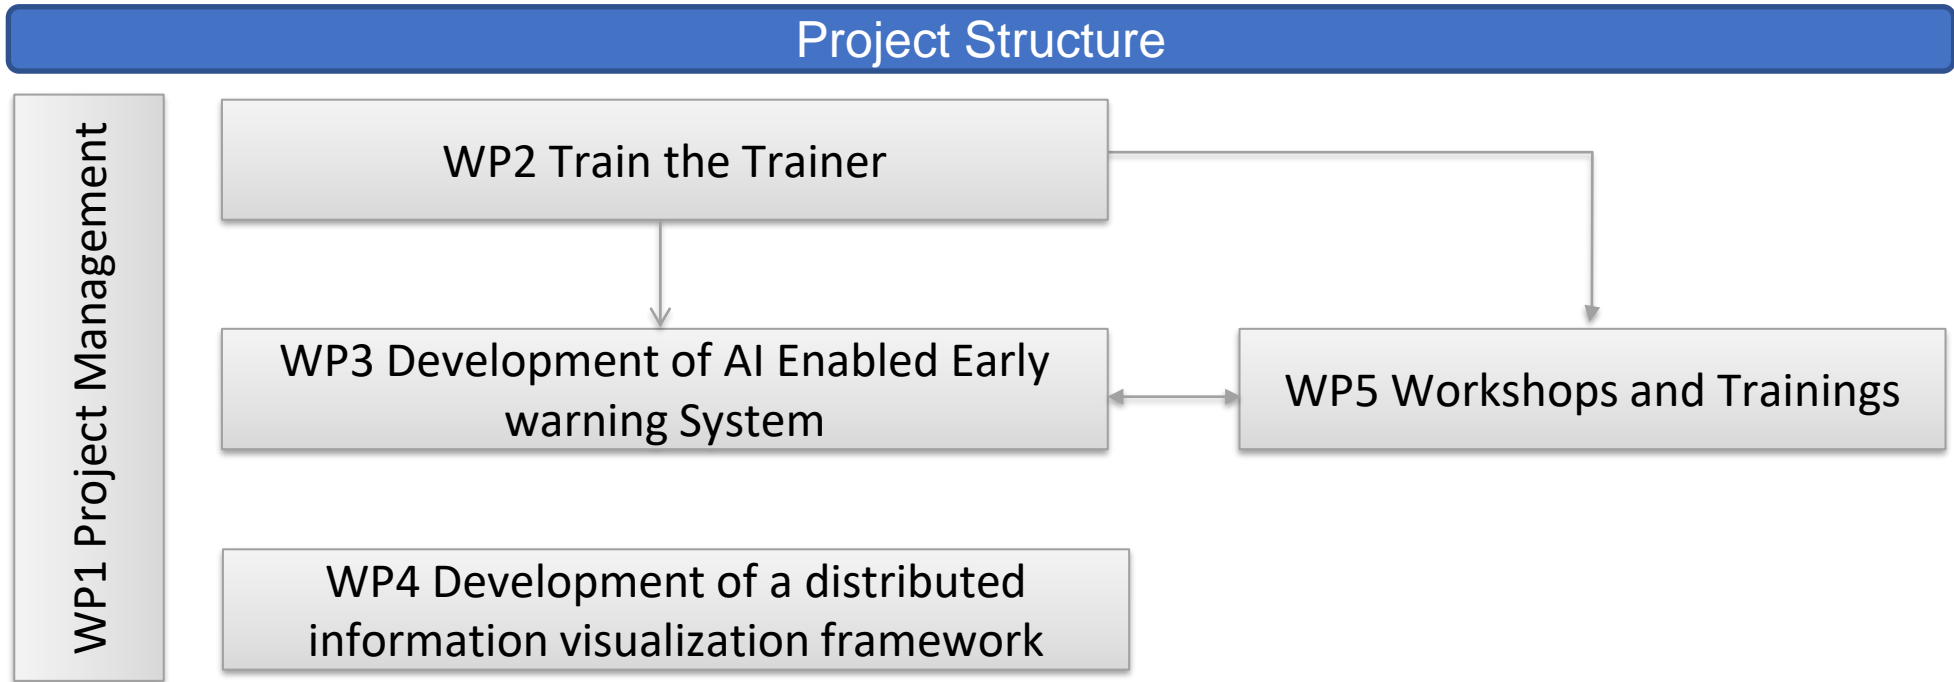 Project Structure
WP1 Project Management
WP2 Train the Trainer
WP3 Development of AI Enabled Early
warning System
WP5 Workshops and Trainings
WP4 Development of a distributed
information visualization framework